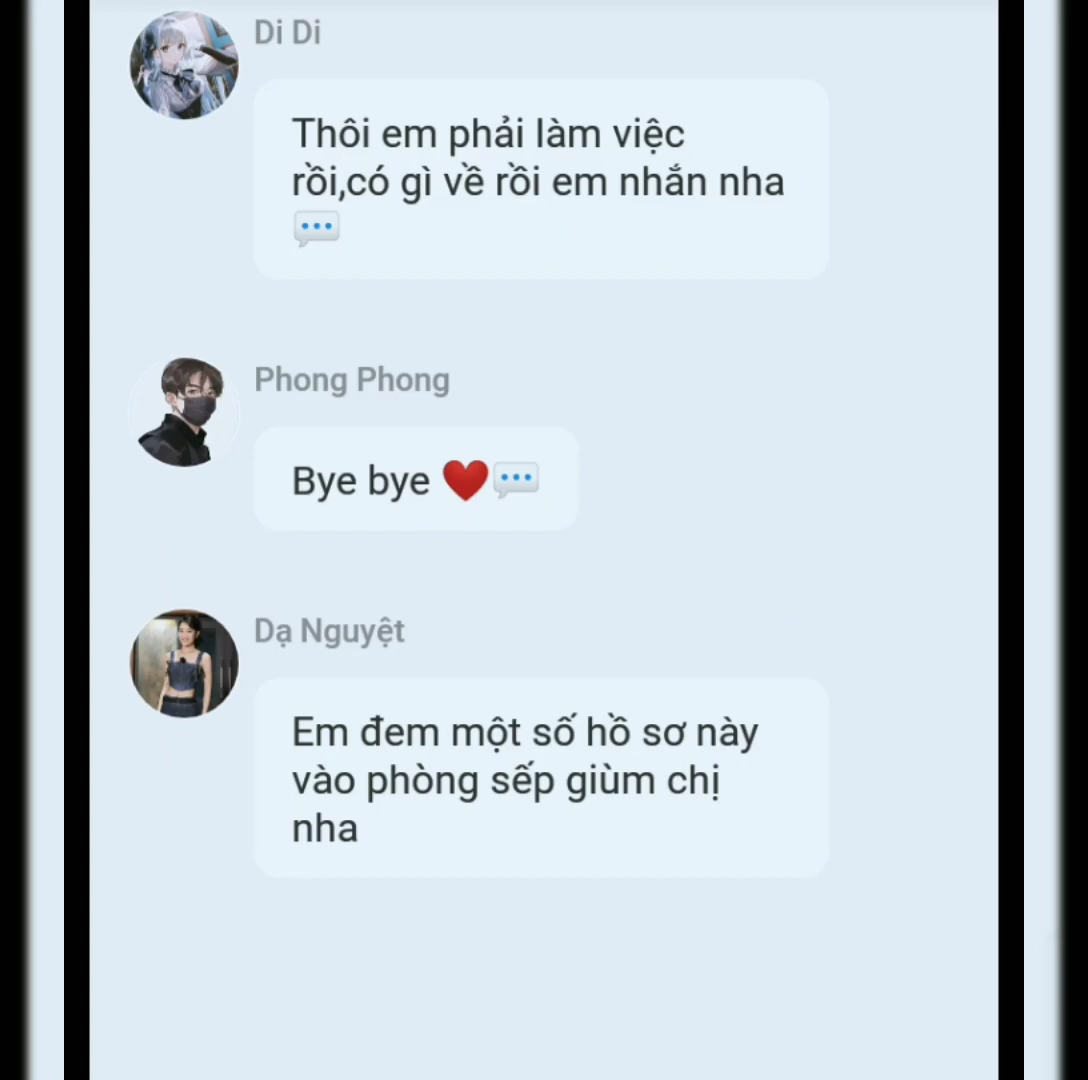 Di Di
Thôi em phải làm việc
rồi,có gì về rồi em nhắn nha
💬
Phong Phong
Bye bye ❤️💬
Dạ Nguyệt
Em đem một số hồ sơ này
vào phòng sếp giùm chị
nha